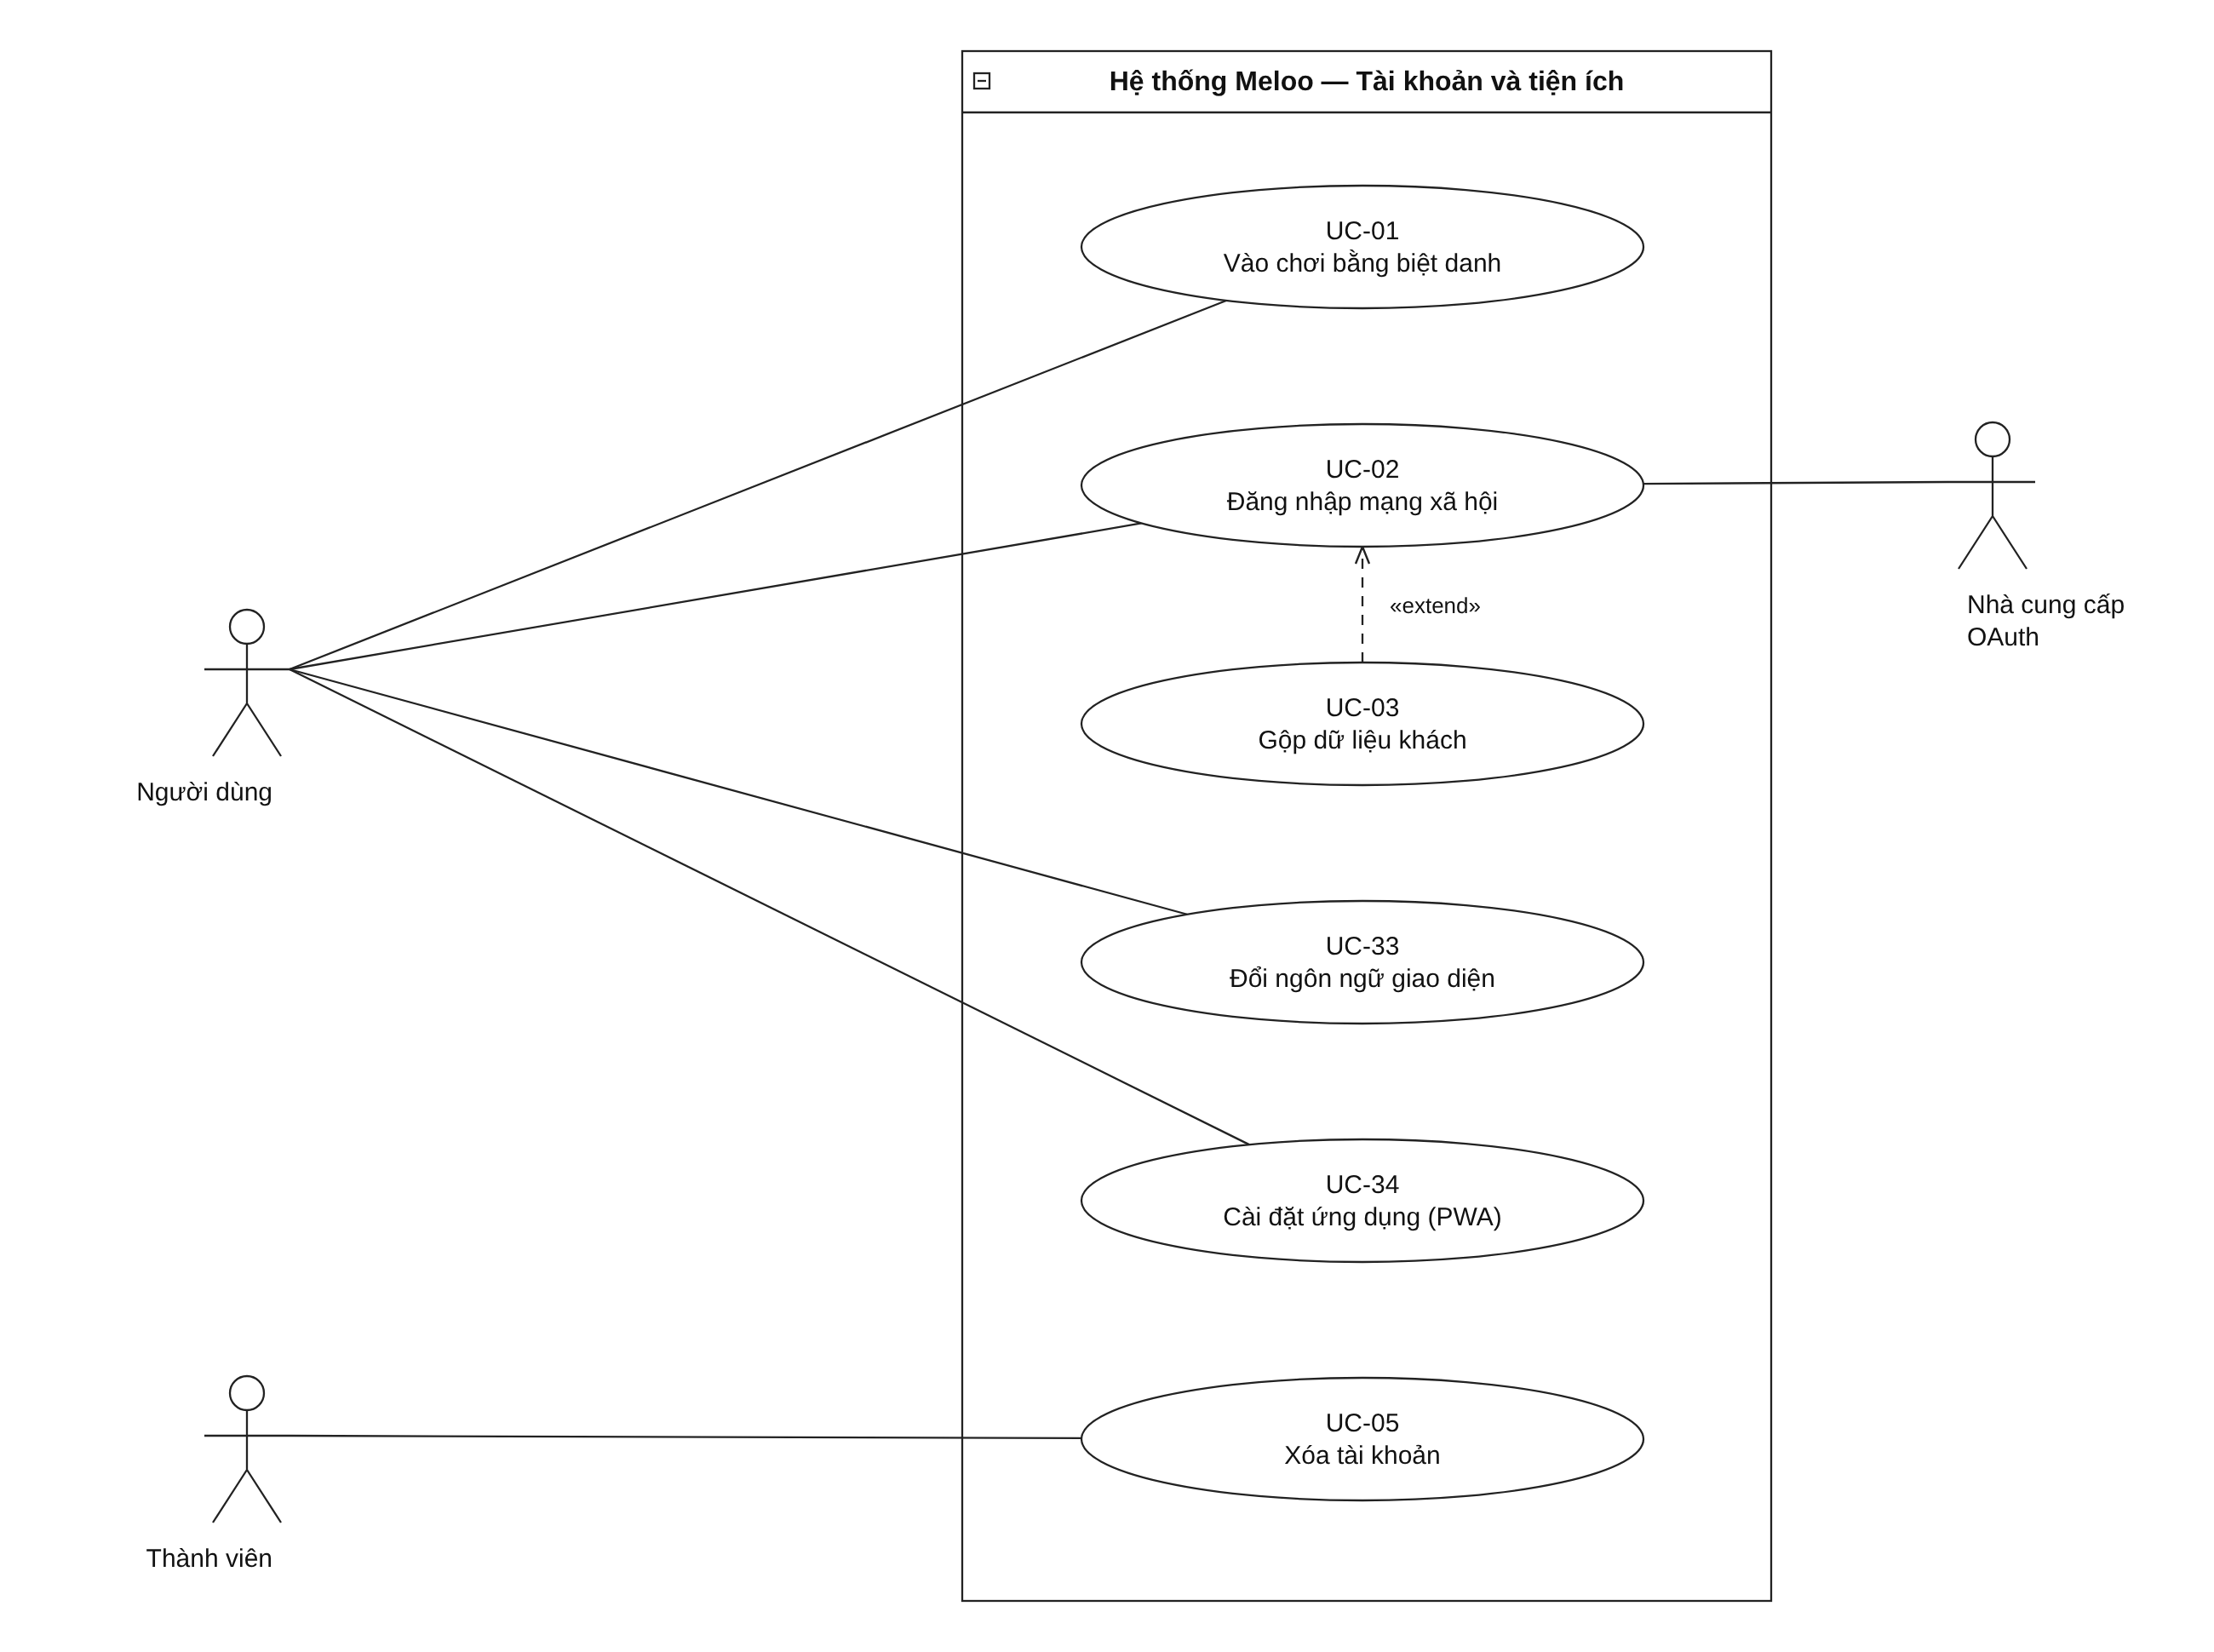 Hệ thống Meloo — Tài khoản và tiện ích
UC-01
Vào chơi bằng biệt danh
UC-02
Đăng nhập mạng xã hội
«extend»
Nhà cung cấp
OAuth
UC-03
Gộp dữ liệu khách
Người dùng
UC-33
Đổi ngôn ngữ giao diện
UC-34
Cài đặt ứng dụng (PWA)
UC-05
Xóa tài khoản
Thành viên